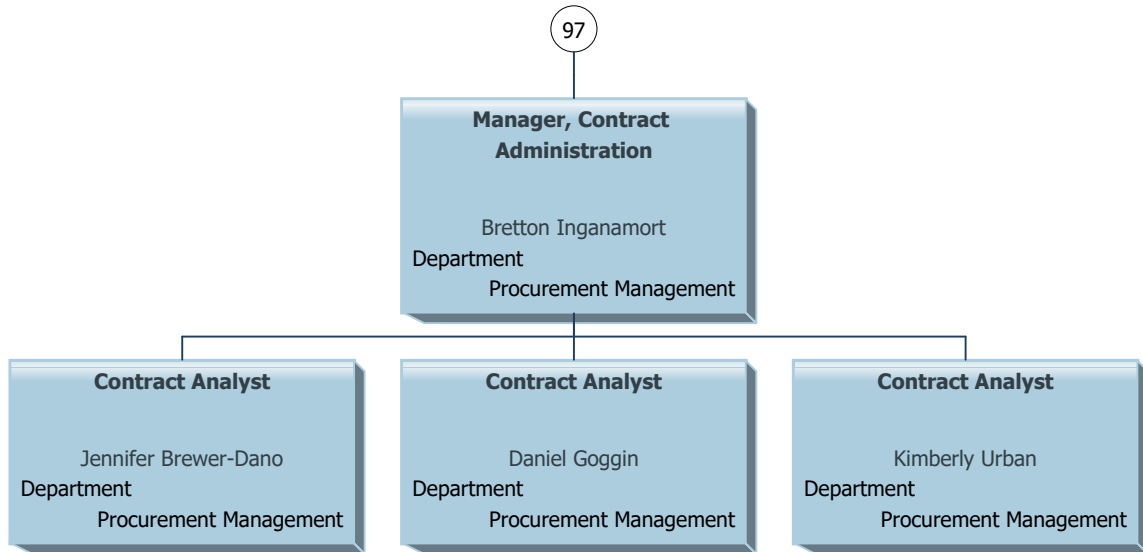 97
Manager, Contract
Administration
Bretton Inganamort
Department
Procurement Management
Contract Analyst
Jennifer Brewer-Dano
Department
Procurement Management
Contract Analyst
Daniel Goggin
Department
Procurement Management
Contract Analyst
Kimberly Urban
Department
Procurement Management